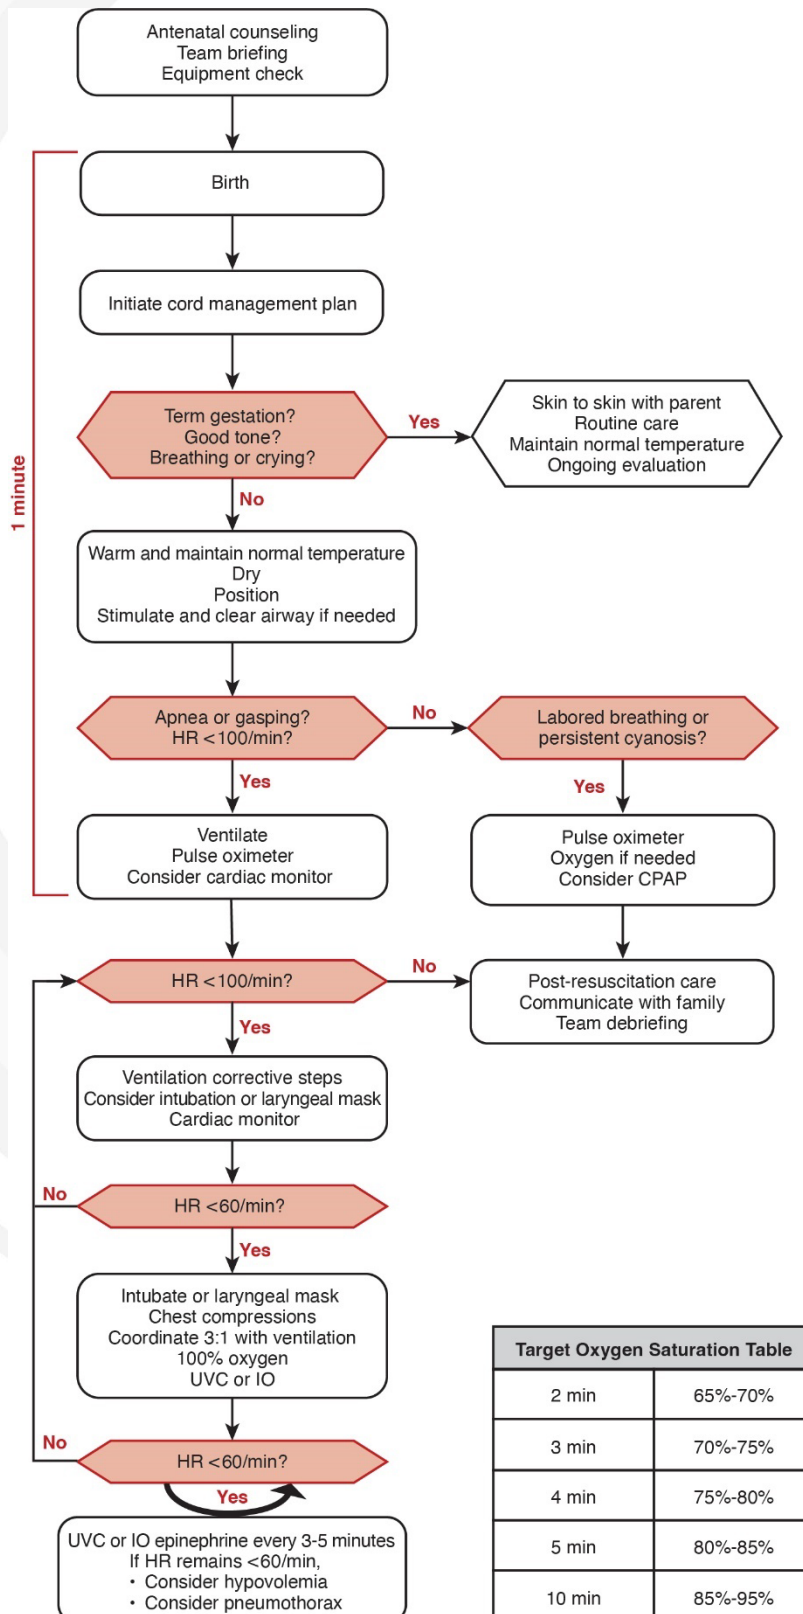 Antenatal counseling
Team briefing
Equipment check
Birth
Initiate cord management plan
1 minute
Term gestation?
Good tone?
Breathing or crying?
Yes
Skin to skin with parent
Routine care
Maintain normal temperature
Ongoing evaluation
No
Warm and maintain normal temperature
Dry
Position
Stimulate and clear airway if needed
Apnea or gasping?
HR <100/min?
No
Labored breathing or
persistent cyanosis?
Yes
Yes
Ventilate
Pulse oximeter
Consider cardiac monitor
Pulse oximeter
Oxygen if needed
Consider CPAP
HR <100/min?
No
Post-resuscitation care
Communicate with family
Team debriefing
Yes
Ventilation corrective steps
Consider intubation or laryngeal mask
Cardiac monitor
No
HR <60/min?
Yes
Intubate or laryngeal mask
Chest compressions
Coordinate 3:1 with ventilation
100% oxygen
UVC or IO
No
HR <60/min?
Yes
UVC or IO epinephrine every 3-5 minutes
If HR remains <60/min,
• Consider hypovolemia
• Consider pneumothorax
Target Oxygen Saturation Table
2 min 65%-70%
3 min 70%-75%
4 min 75%-80%
5 min 80%-85%
10 min 85%-95%